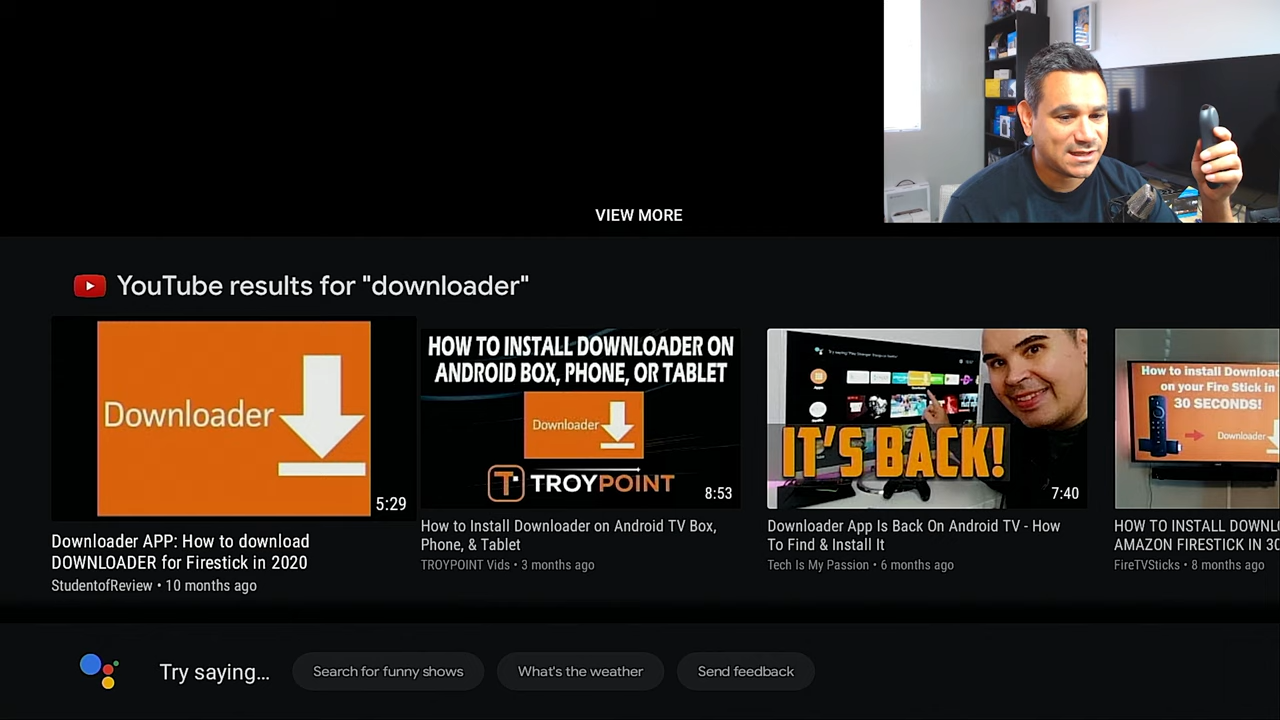 VIEW MORE
YouTube results for "downloader"
Downloader
5:29
Downloader APP: How to download
DOWNLOADER for Firestick in 2020
StudentofReview • 10 months ago
HOW TO INSTALL DOWNLOADER ON
ANDROID BOX, PHONE, OR TABLET
Downloader
TROYPOINT
8:53
How to Install Downloader on Android TV Box,
Phone, & Tablet
TROYPOINT Vids • 3 months ago
IT'S BACK!
7:40
Downloader App Is Back On Android TV - How
To Find & Install It
Tech Is My Passion • 6 months ago
How to install Downloa
on your Fire Stick in
30 SECONDS!
Downloader
HOW TO INSTALL DOWNL
AMAZON FIRESTICK IN 30
FireTVSticks • 8 months ago
Try saying...
Search for funny shows
What's the weather
Send feedback